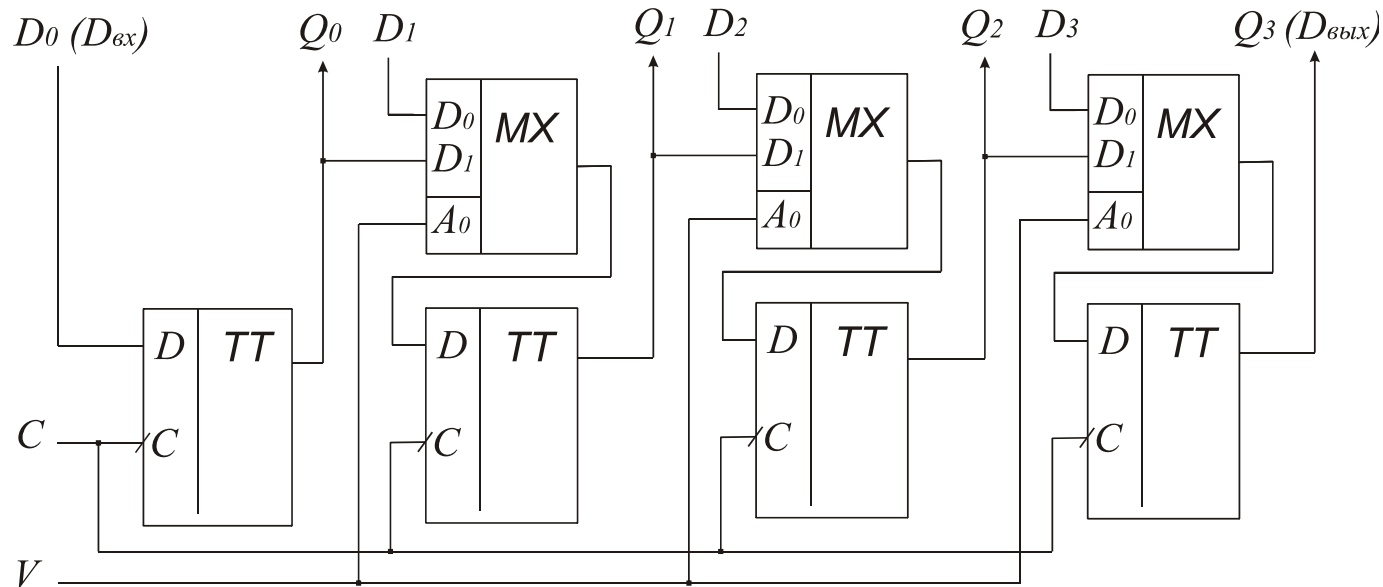 D0 (Dвх) Q0 D1 Q1 D2 Q2 D3 Q3 (Dвых)
D0 MX D0 MX D0 MX
D1 D1 D1
A0 A0 A0
D TT D TT D TT D TT
C C C C C
V